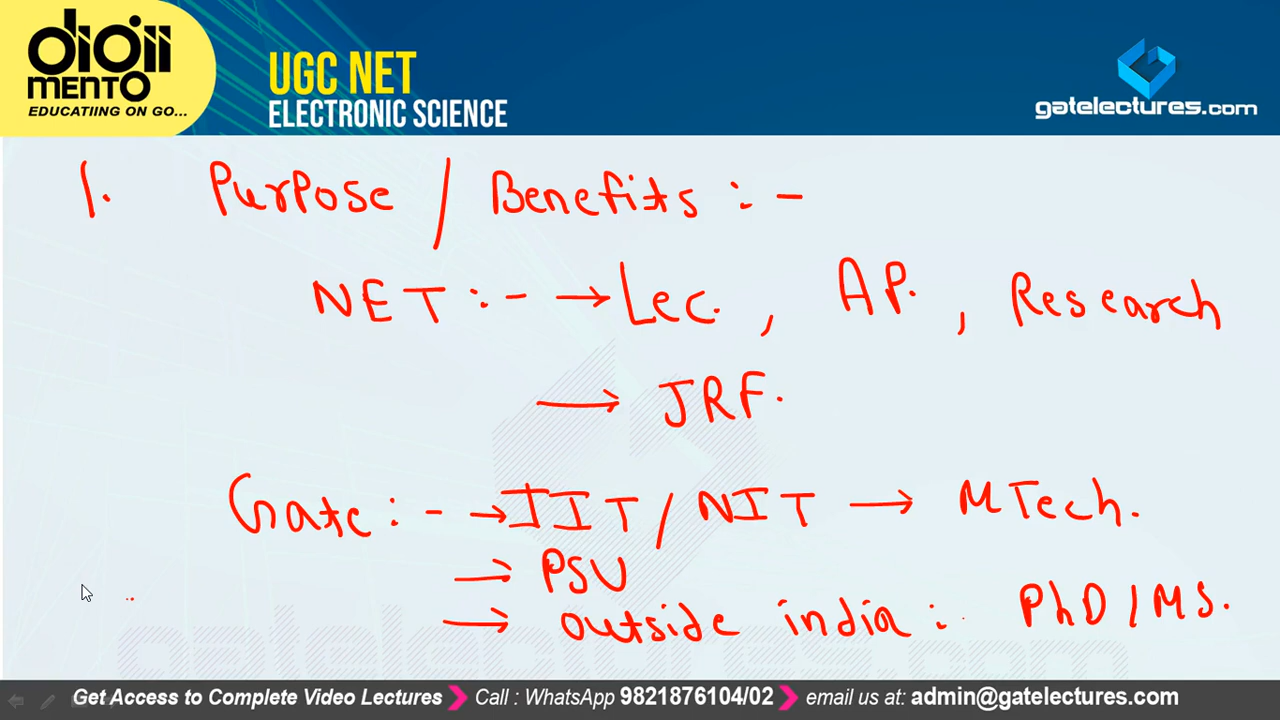 digii
MENTO
EDUCATIING ON GO...
UGC NET
ELECTRONIC SCIENCE
gatelectures.com
1. Purpose / Benefits :-
NET :- → Lec. , AP. , Research
→ JRF.
Gate :- → IIT / NIT → MTech.
→ PSU
→ outside india : PhD / MS.
gatelectures.com
Get Access to Complete Video Lectures Call : WhatsApp 9821876104/02 email us at: admin@gatelectures.com